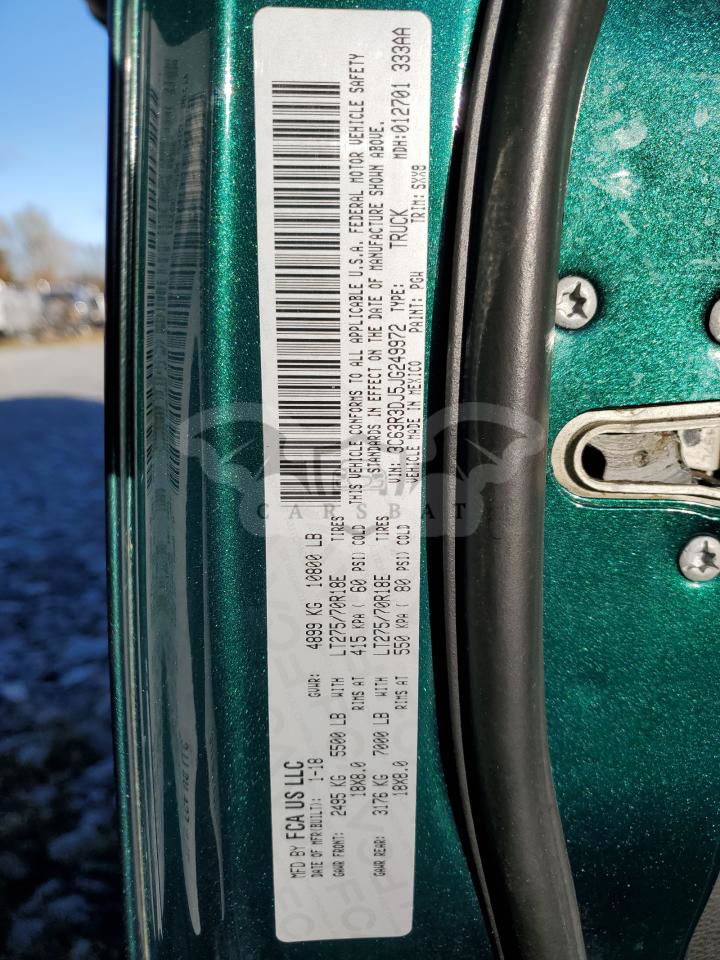 MFD BY FCA US LLC
DATE OF MFR(BUILT): 1-18 GVWR: 4899 KG 10800 LB
GAWR FRONT: 2495 KG 5500 LB WITH LT275/70R18E TIRES
18X8.0 RIMS AT 415 KPA ( 60 PSI) COLD
GAWR REAR: 3176 KG 7000 LB WITH LT275/70R18E TIRES
18X8.0 RIMS AT 550 KPA ( 80 PSI) COLD
THIS VEHICLE CONFORMS TO ALL APPLICABLE U.S.A. FEDERAL MOTOR VEHICLE SAFETY
STANDARDS IN EFFECT ON THE DATE OF MANUFACTURE SHOWN ABOVE.
VIN: 3C63R3DJ5JG249972 TYPE: TRUCK MDH:012701 333AA
VEHICLE MADE IN MEXICO PAINT: PGW TRIM: SXX8
CARSBAT